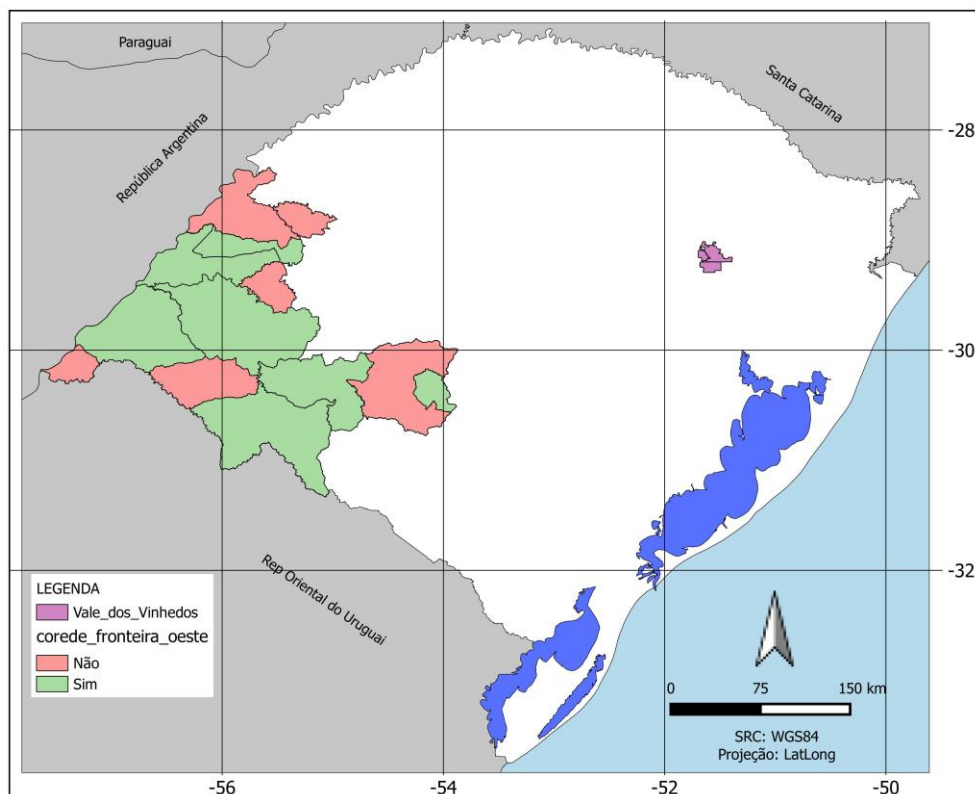 Paraguai
República Argentina
Santa Catarina
-28
-30
-32
Rep Oriental do Uruguai
LEGENDA
Vale_dos_Vinhedos
corede_fronteira_oeste
Não
Sim
0 75 150 km
SRC: WGS84
Projeção: LatLong
-56 -54 -52 -50